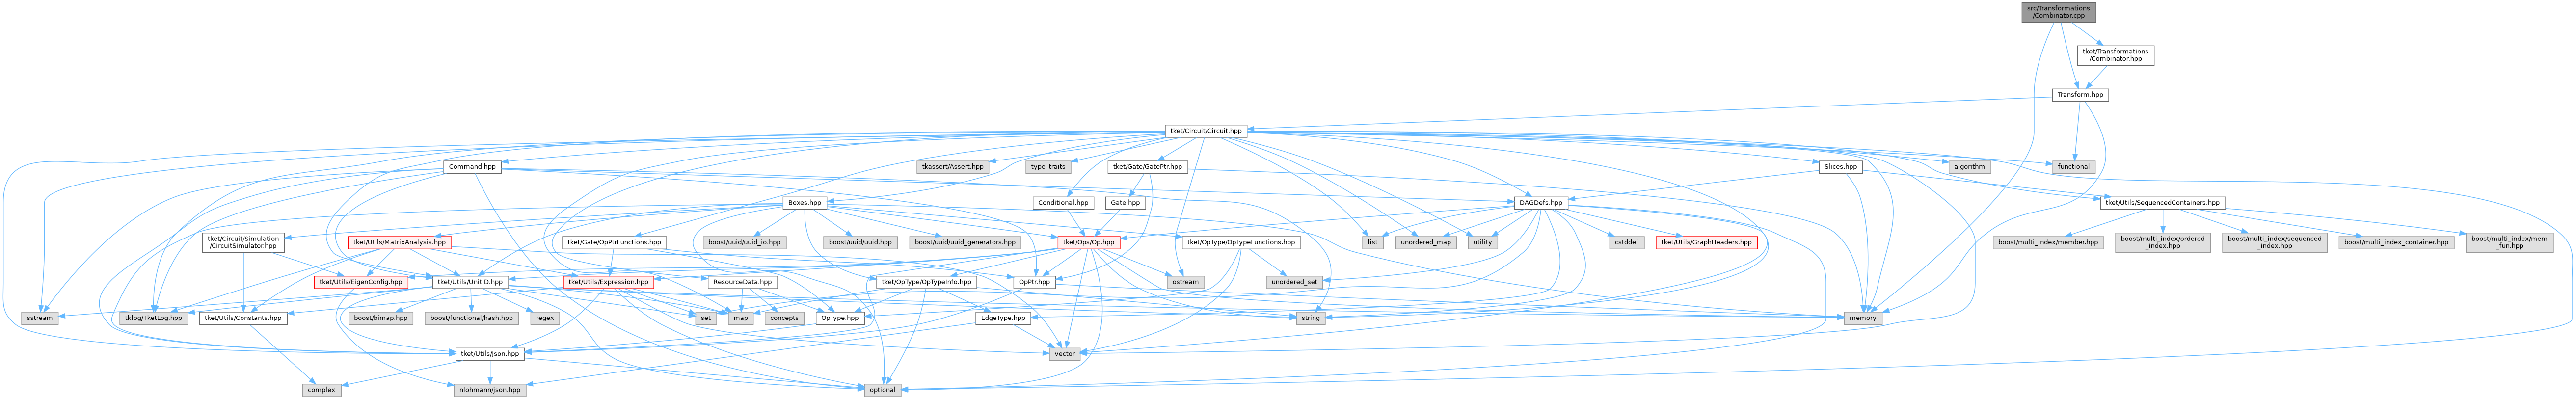 src/Transformations
/Combinator.cpp
tket/Transformations
/Combinator.hpp
Transform.hpp
tket/Circuit/Circuit.hpp
Command.hpp
tkassert/Assert.hpp
type_traits
tket/Gate/GatePtr.hpp
Slices.hpp
algorithm
functional
Boxes.hpp
Conditional.hpp
Gate.hpp
DAGDefs.hpp
tket/Utils/SequencedContainers.hpp
tket/Circuit/Simulation
/CircuitSimulator.hpp
tket/Utils/MatrixAnalysis.hpp
tket/Gate/OpPtrFunctions.hpp
boost/uuid/uuid_io.hpp
boost/uuid/uuid.hpp
boost/uuid/uuid_generators.hpp
tket/Ops/Op.hpp
tket/OpType/OpTypeFunctions.hpp
list
unordered_map
utility
cstddef
tket/Utils/GraphHeaders.hpp
boost/multi_index/member.hpp
boost/multi_index/ordered
_index.hpp
boost/multi_index/sequenced
_index.hpp
boost/multi_index_container.hpp
boost/multi_index/mem
_fun.hpp
tket/Utils/EigenConfig.hpp
tket/Utils/UnitID.hpp
tket/Utils/Expression.hpp
ResourceData.hpp
tket/OpType/OpTypeInfo.hpp
OpPtr.hpp
ostream
unordered_set
sstream
tklog/TketLog.hpp
tket/Utils/Constants.hpp
boost/bimap.hpp
boost/functional/hash.hpp
regex
set
map
concepts
OpType.hpp
EdgeType.hpp
string
memory
tket/Utils/Json.hpp
vector
complex
nlohmann/json.hpp
optional